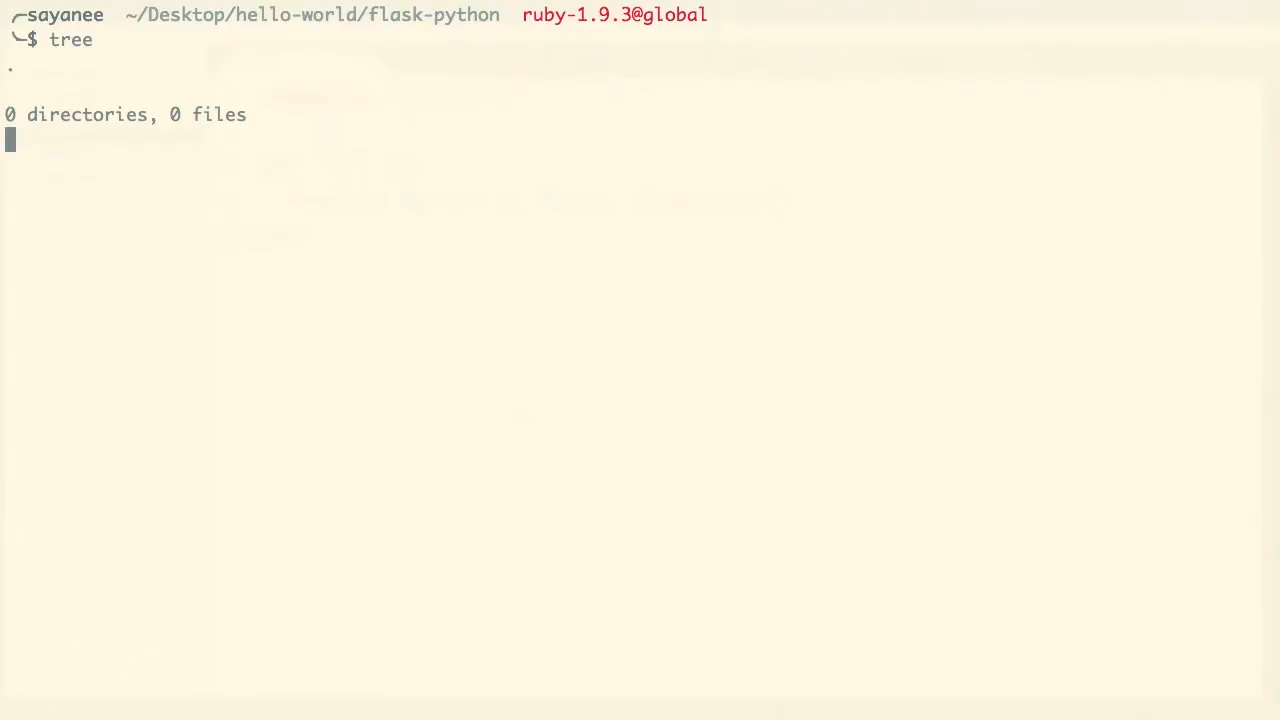 ╭─sayanee  ~/Desktop/hello-world/flask-python  ruby-1.9.3@global
╰─$ tree
.
0 directories, 0 files